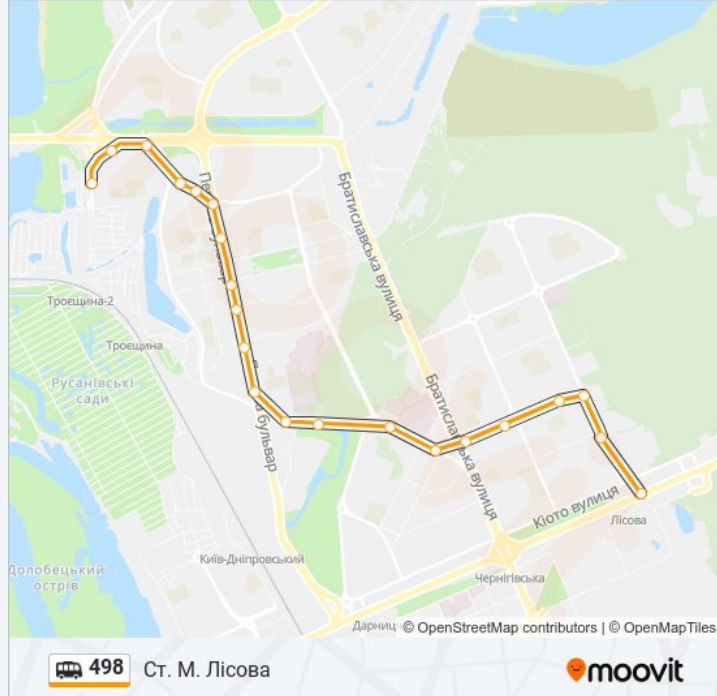 Братиславська вулиця
Троєщина-2
Троєщина
Русанівські
сади
Братиславська вулиця
бульвар
Кіото вулиця
Лісова
Київ-Дніпровський
Долобецький
острів
Чернігівська
Дарниц
© OpenStreetMap contributors | © OpenMapTiles
498 Ст. М. Лісова
moovit